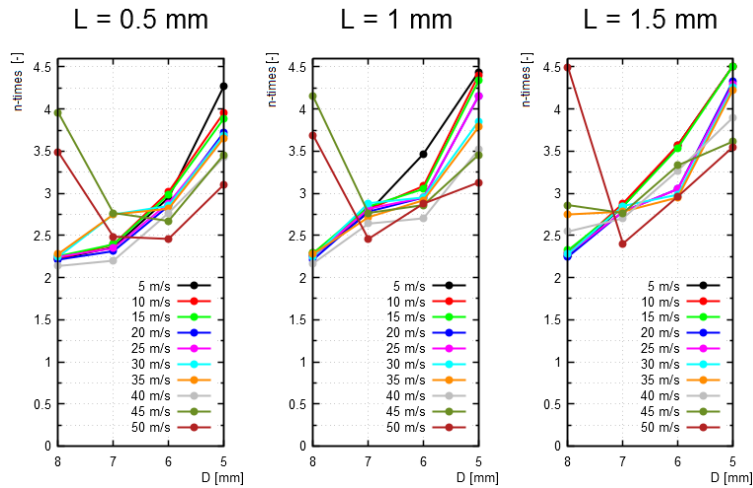 L = 0.5 mm
n-times [-]
4.5
4
3.5
3
2.5
2
1.5
1
0.5
0
5 m/s
10 m/s
15 m/s
20 m/s
25 m/s
30 m/s
35 m/s
40 m/s
45 m/s
50 m/s
8 7 6 5
D [mm]
L = 1 mm
n-times [-]
4.5
4
3.5
3
2.5
2
1.5
1
0.5
0
5 m/s
10 m/s
15 m/s
20 m/s
25 m/s
30 m/s
35 m/s
40 m/s
45 m/s
50 m/s
8 7 6 5
D [mm]
L = 1.5 mm
n-times [-]
4.5
4
3.5
3
2.5
2
1.5
1
0.5
0
5 m/s
10 m/s
15 m/s
20 m/s
25 m/s
30 m/s
35 m/s
40 m/s
45 m/s
50 m/s
8 7 6 5
D [mm]